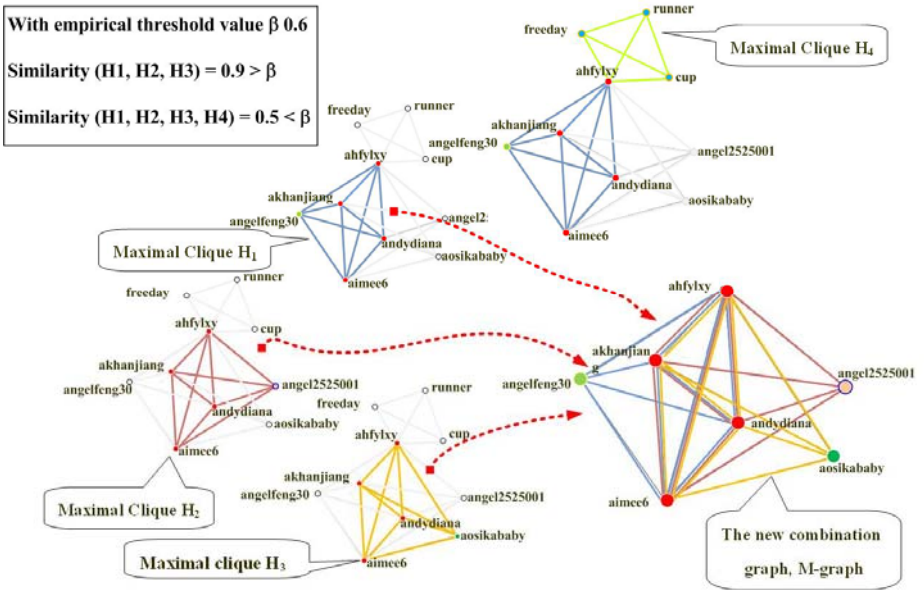 With empirical threshold value β 0.6
Similarity (H1, H2, H3) = 0.9 > β
Similarity (H1, H2, H3, H4) = 0.5 < β
runner
freeday
Maximal Clique H4
cup
ahfylxy
akhanjiang
angelfeng30
angel2525001
andydiana
aosikababy
aimee6
runner
freeday
ahfylxy
cup
akhanjiang
angelfeng30
angel2
andydiana
aosikababy
aimee6
Maximal Clique H1
runner
freeday
ahfylxy
cup
akhanjiang
angelfeng30
angel2525001
andydiana
aosikababy
aimee6
Maximal Clique H2
runner
freeday
ahfylxy
cup
akhanjiang
angelfeng30
angel2525001
andydiana
aosikababy
aimee6
Maximal clique H3
ahfylxy
akhanjian
g
angelfeng30
angel2525001
andydiana
aosikababy
aimee6
The new combination
graph, M-graph